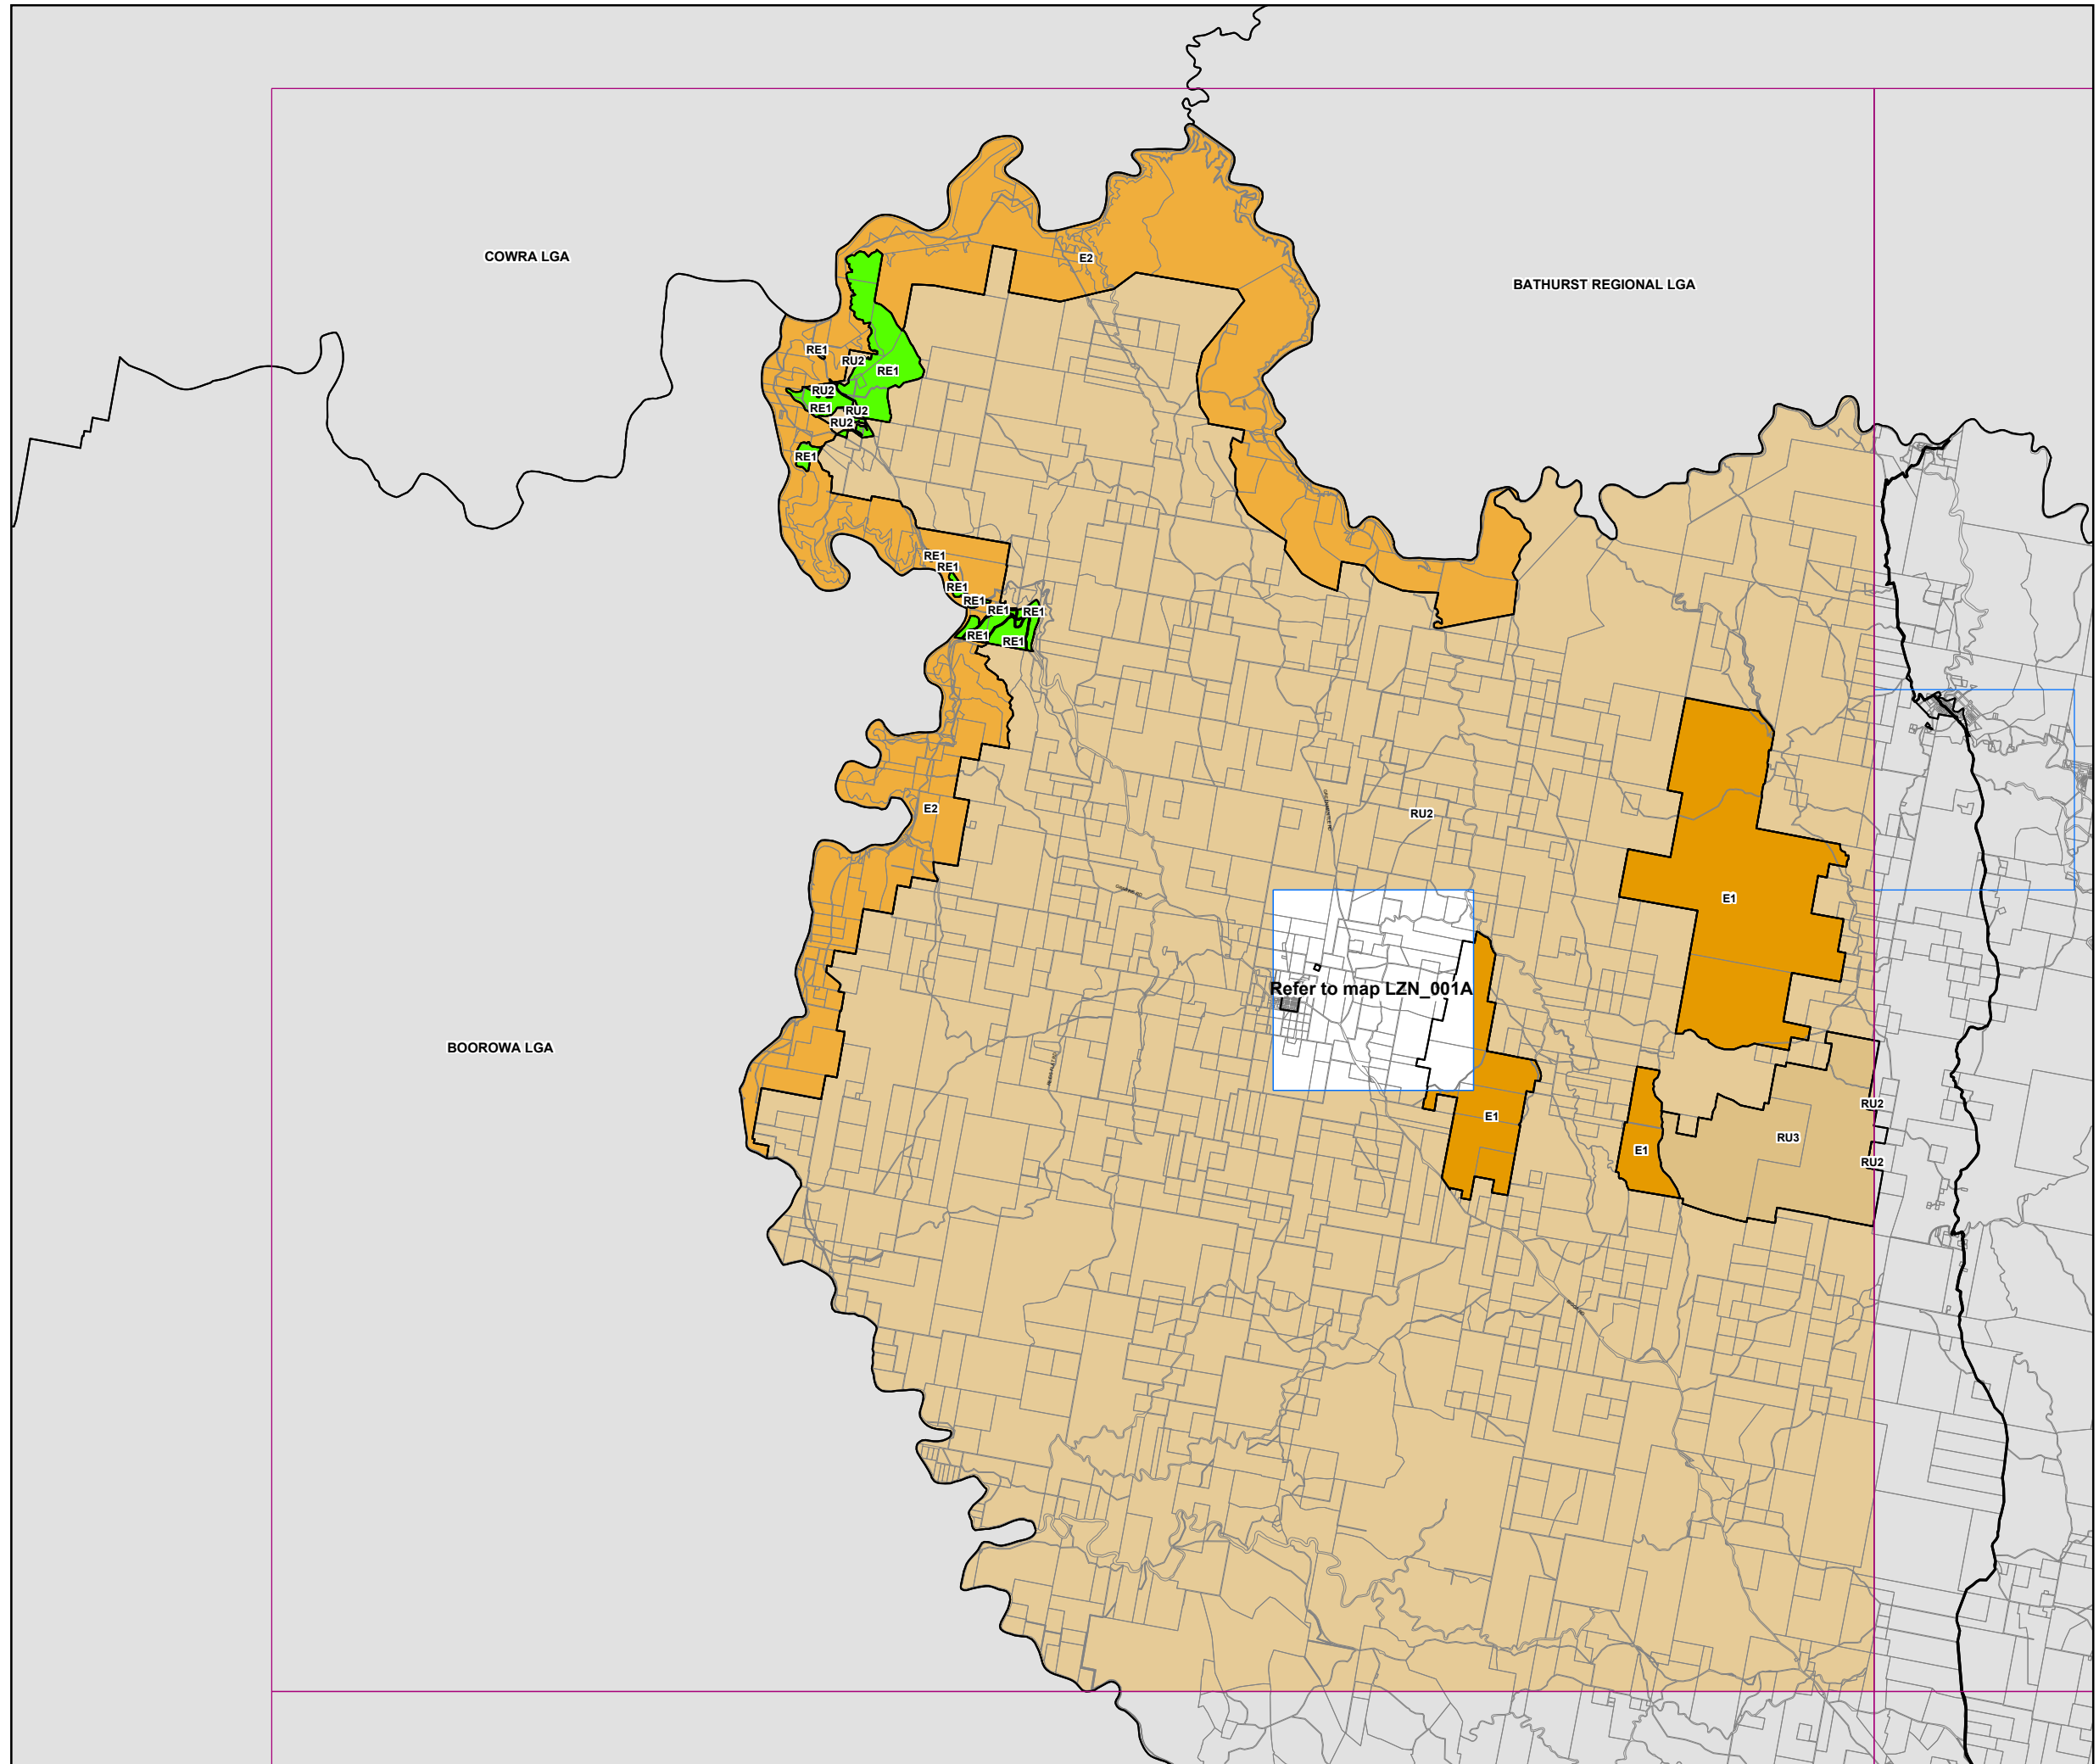 COWRA LGA
E2
BATHURST REGIONAL LGA
RE1
RU2
RE1
RU2
RE1
RU2
RU2
RE1
RE1
RE1
RE1
RE1
RE1
RE1
RE1
RE1
E2
RU2
E1
Refer to map LZN_001A
BOOROWA LGA
RU2
E1
RU3
E1
RU2